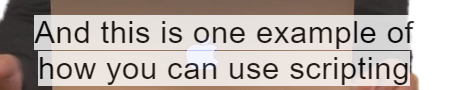 And this is one example of
how you can use scripting